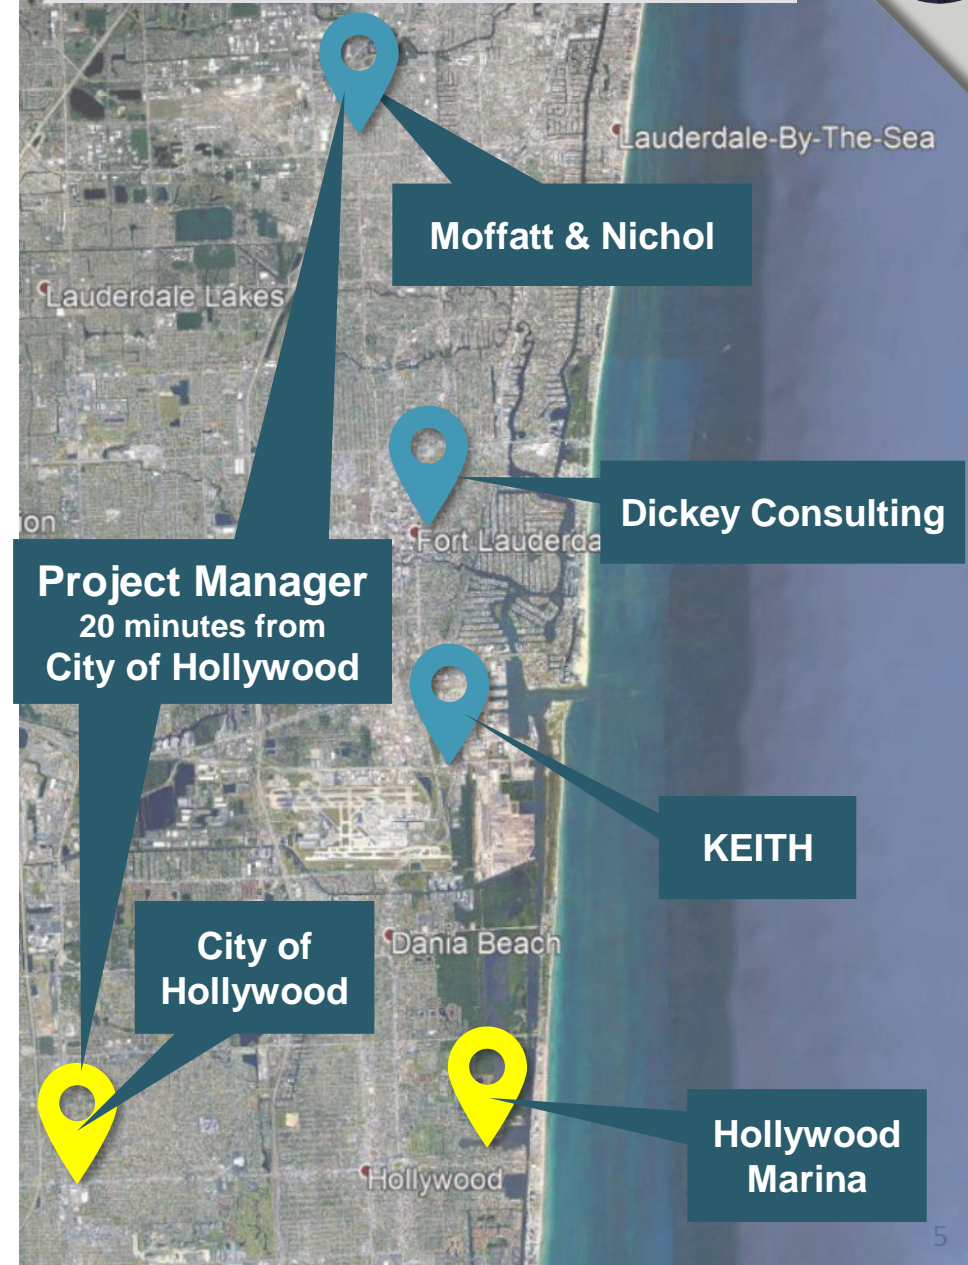 Lauderdale-By-The-Sea
Moffatt & Nichol
Lauderdale Lakes
Dickey Consulting
ion
Fort Lauderda
Project Manager
20 minutes from
City of Hollywood
KEITH
City of
Hollywood
Dania Beach
Hollywood
Marina
Hollywood
5